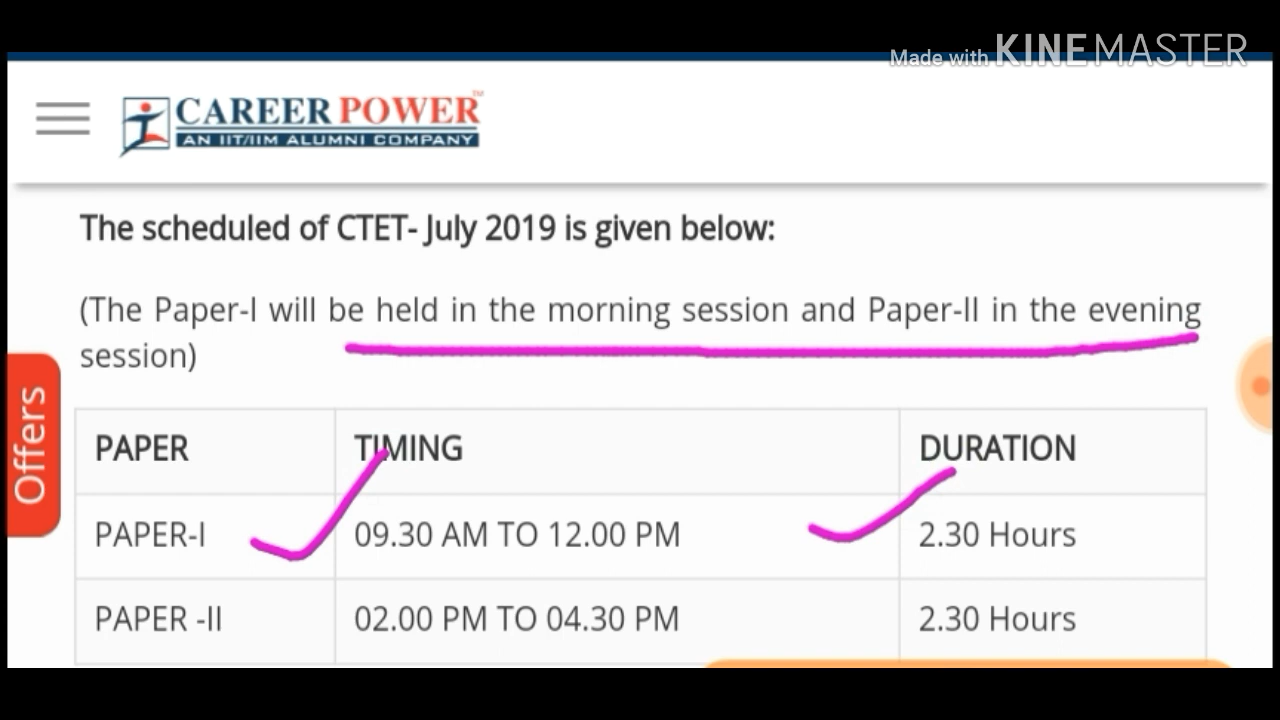 Made with KINEMASTER
CAREER POWER™
AN IIT/IIM ALUMNI COMPANY
The scheduled of CTET- July 2019 is given below:
(The Paper-I will be held in the morning session and Paper-II in the evening
session)
Offers
PAPER TIMING DURATION
PAPER-I 09.30 AM TO 12.00 PM 2.30 Hours
PAPER -II 02.00 PM TO 04.30 PM 2.30 Hours